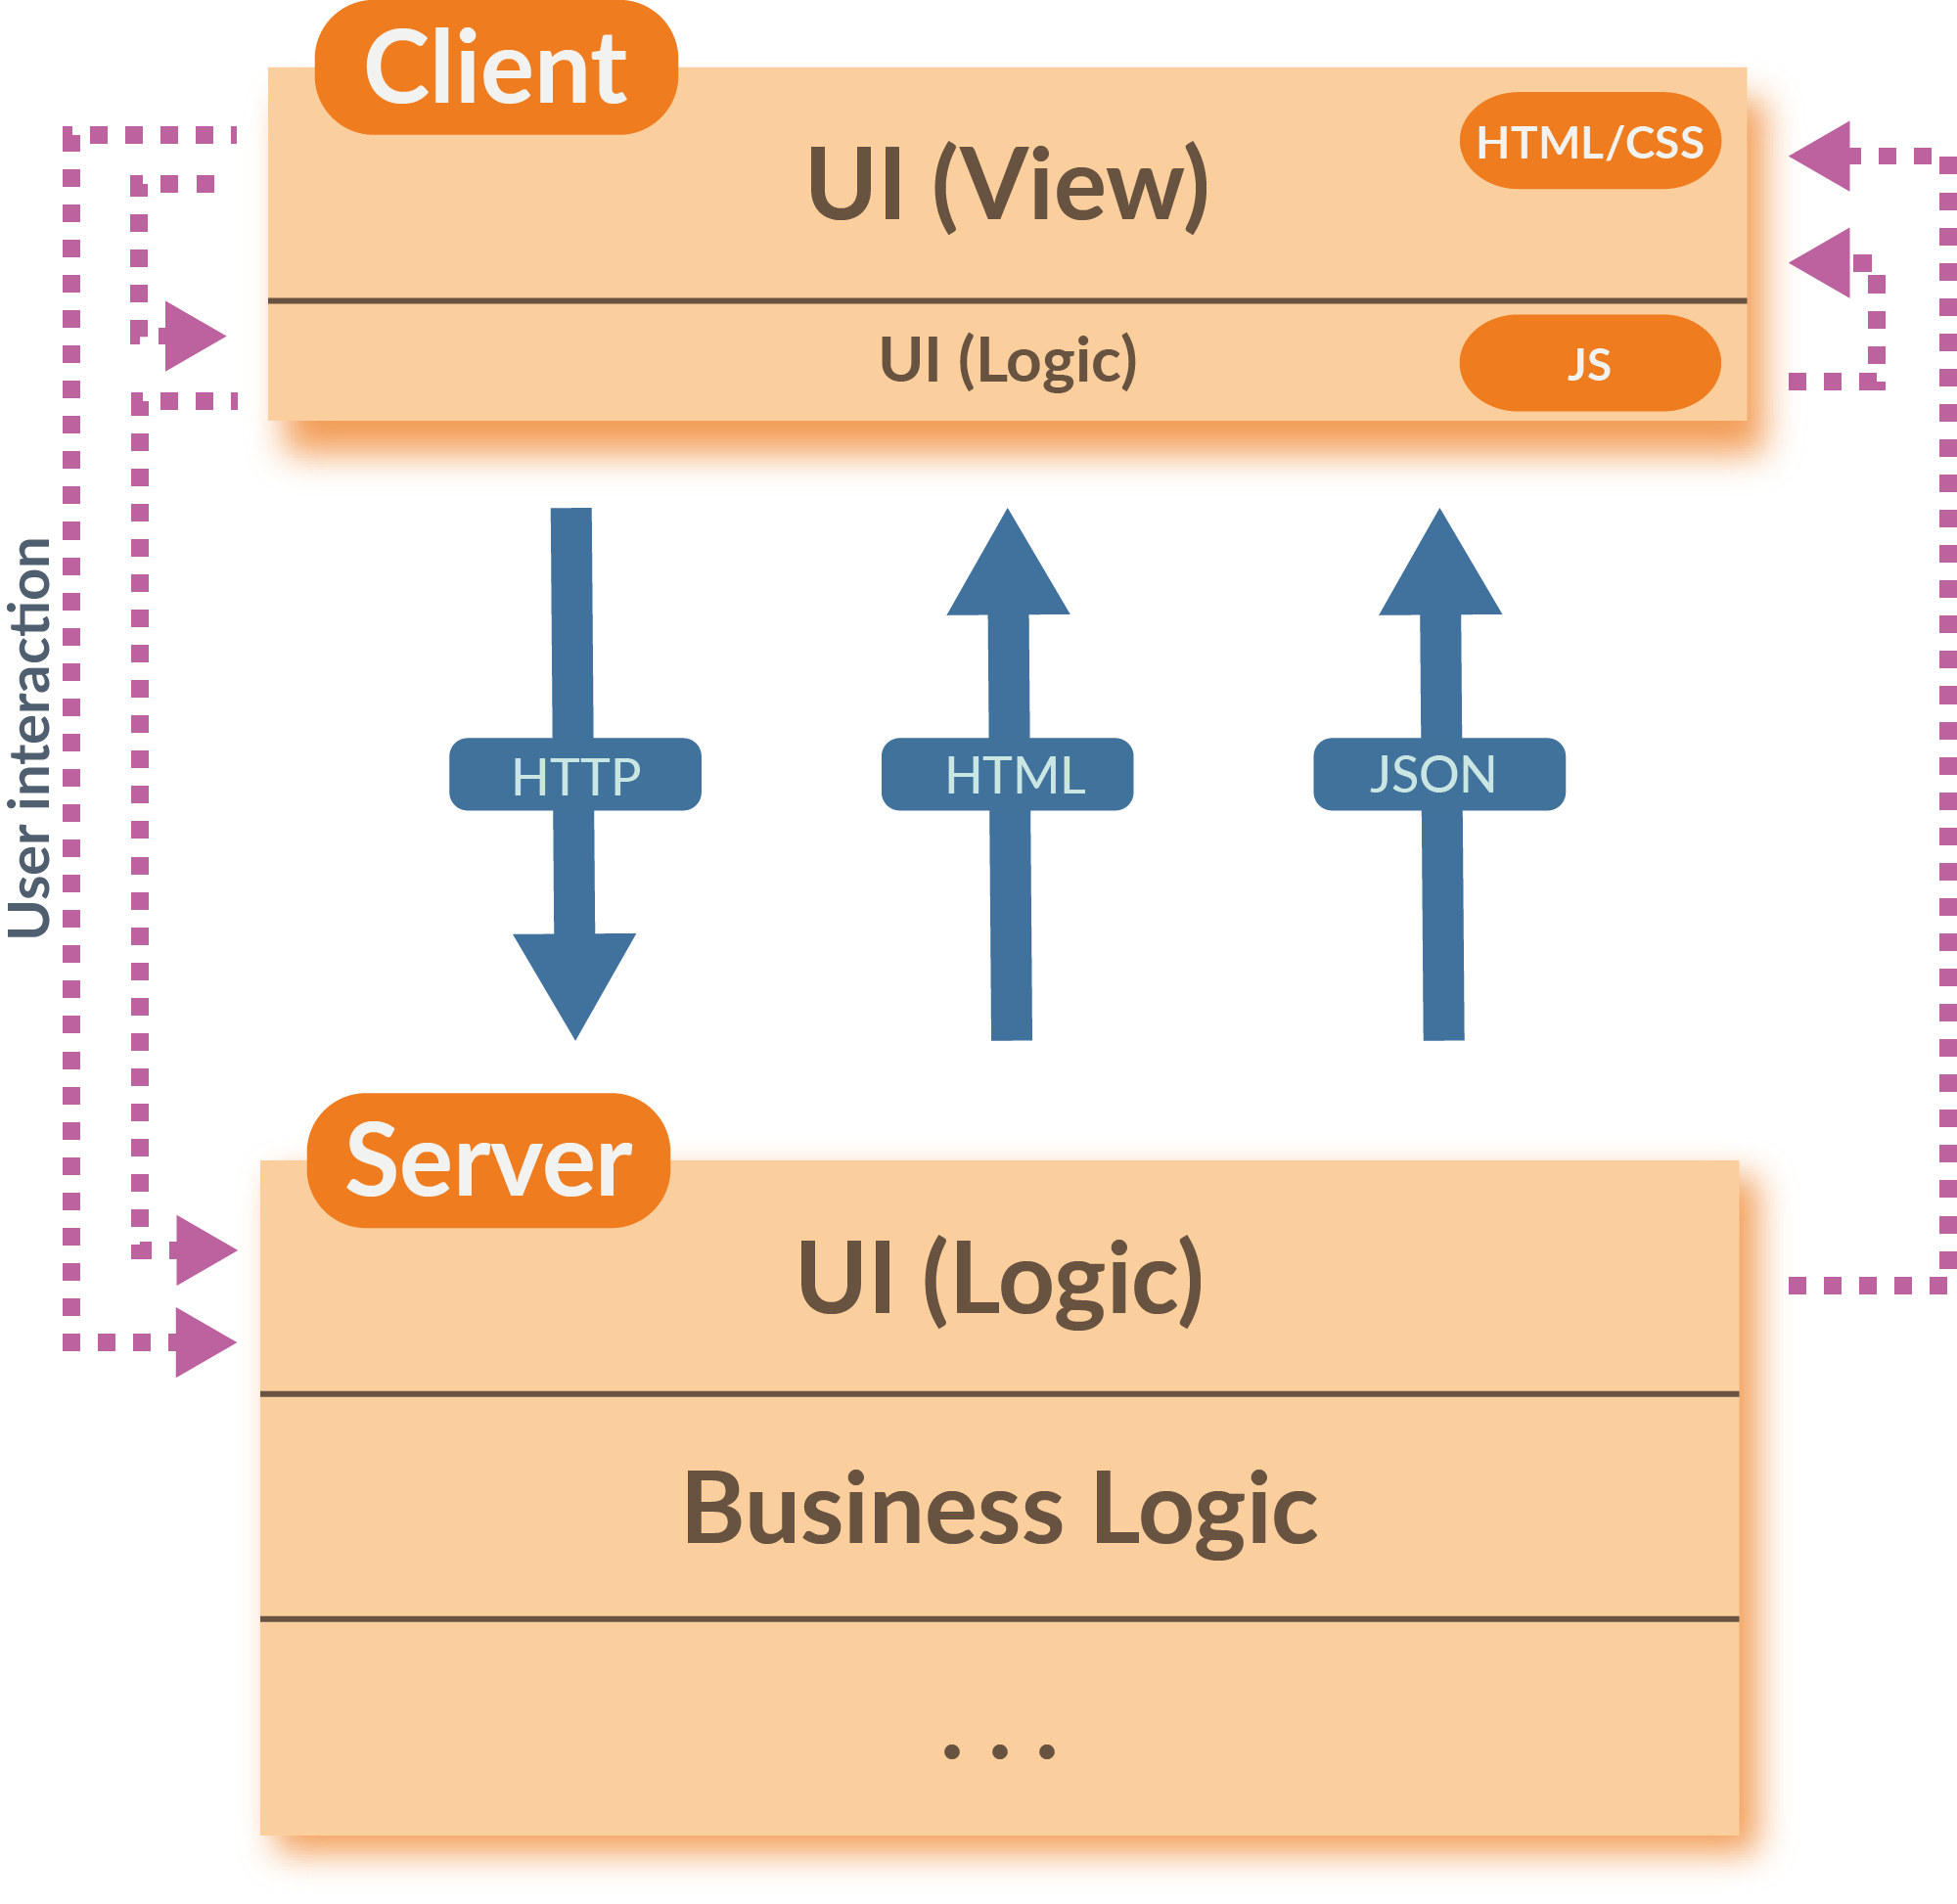 Client
HTML/CSS
UI (View)
UI (Logic)
JS
User interaction
HTTP
HTML
JSON
Server
UI (Logic)
Business Logic
. . .